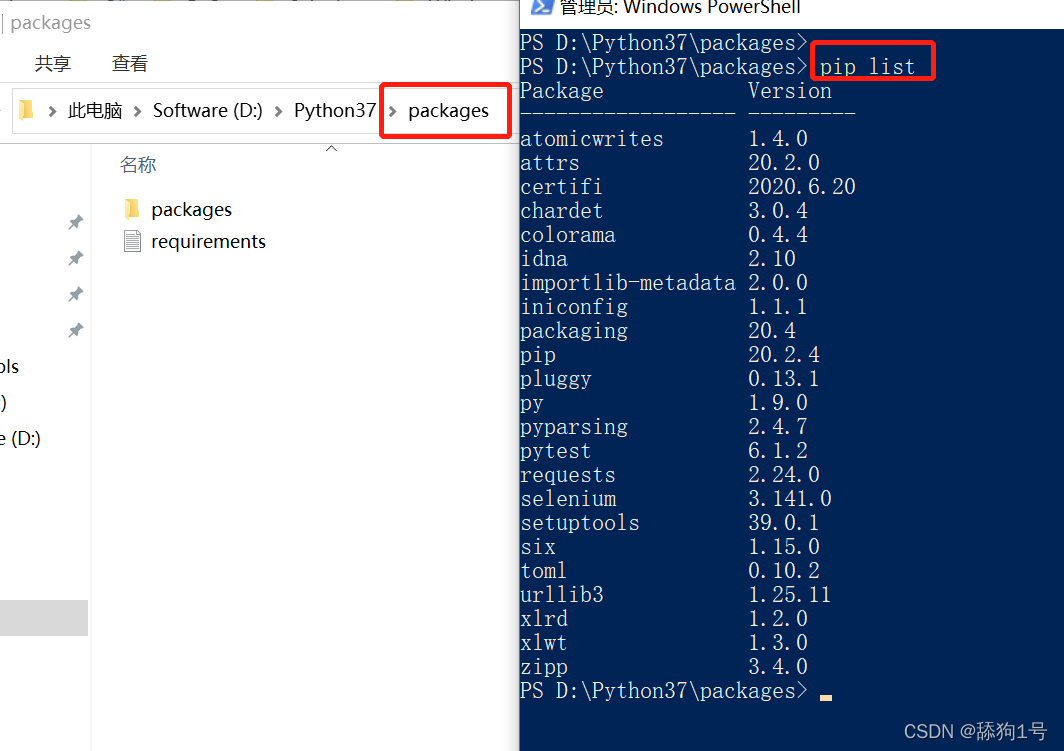 packages
共享 查看
此电脑 Software (D:) Python37 packages
名称
packages
requirements
ols
)
e (D:)
管理员: Windows PowerShell
PS D:\Python37\packages>
PS D:\Python37\packages> pip list
Package Version
------------------ ---------
atomicwrites 1.4.0
attrs 20.2.0
certifi 2020.6.20
chardet 3.0.4
colorama 0.4.4
idna 2.10
importlib-metadata 2.0.0
iniconfig 1.1.1
packaging 20.4
pip 20.2.4
pluggy 0.13.1
py 1.9.0
pyparsing 2.4.7
pytest 6.1.2
requests 2.24.0
selenium 3.141.0
setuptools 39.0.1
six 1.15.0
toml 0.10.2
urllib3 1.25.11
xlrd 1.2.0
xlwt 1.3.0
zipp 3.4.0
PS D:\Python37\packages>
CSDN @舔狗1号